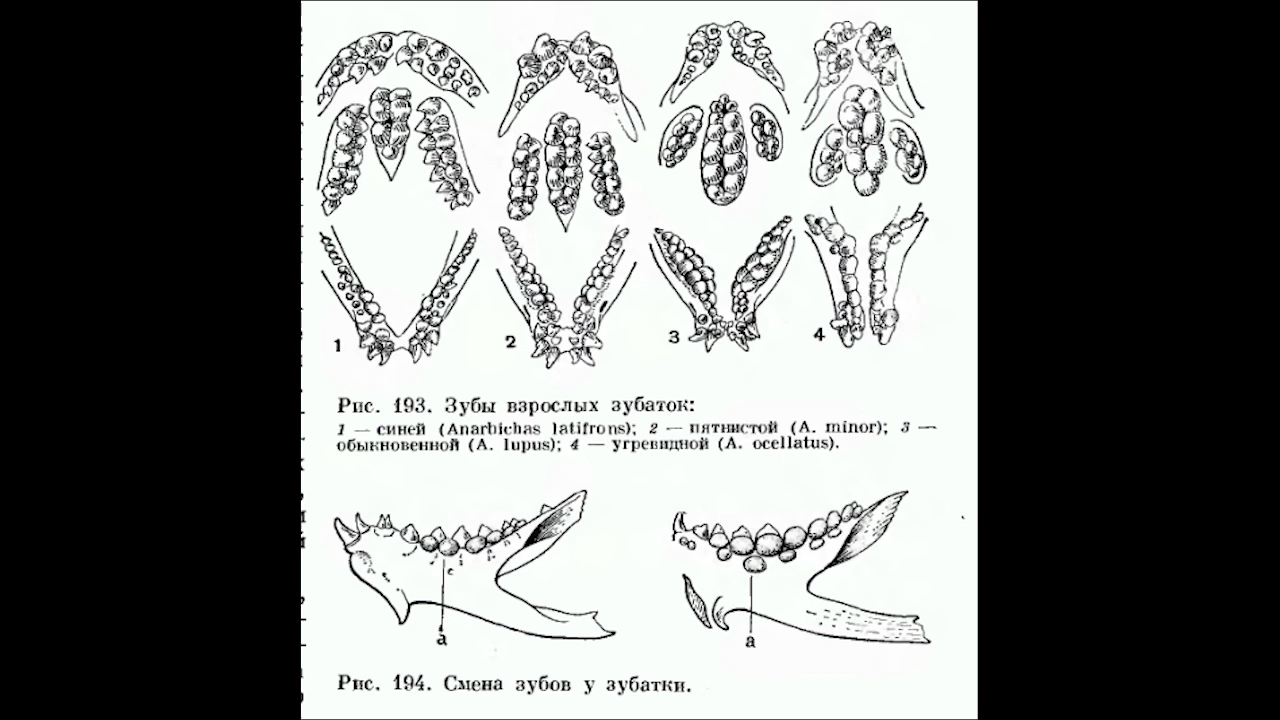 1
2
3
4
Рис. 193. Зубы взрослых зубаток:
1 — синей (Anarhichas latifrons); 2 — пятнистой (A. minor); 3 —
обыкновенной (A. lupus); 4 — угревидной (A. ocellatus).
а
а
Рис. 194. Смена зубов у зубатки.